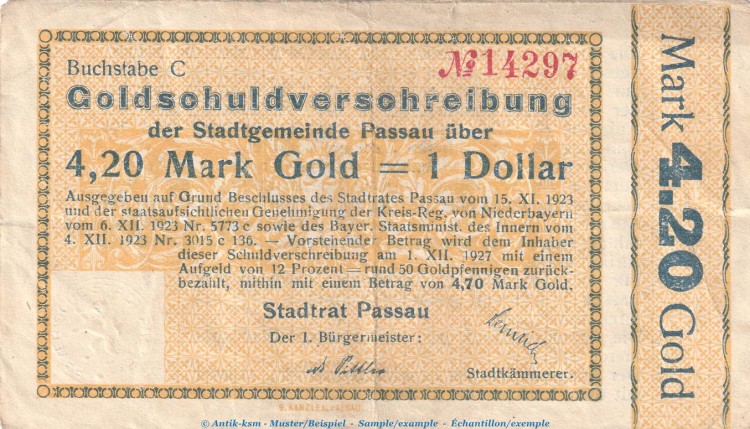 Buchstabe C
№ 14297
Goldschuldverschreibung
der Stadtgemeinde Passau über
4,20 Mark Gold = 1 Dollar
Ausgegeben auf Grund Beschlusses des Stadtrates Passau vom 15. XI. 1923
und der staatsaufsichtlichen Genehmigung der Kreis-Reg. von Niederbayern
vom 6. XII. 1923 Nr. 5773 c sowie des Bayer. Staatsminist. des Innern vom
4. XII. 1923 Nr. 3015 c 136. — Vorstehender Betrag wird dem Inhaber
dieser Schuldverschreibung am 1. XII. 1927 mit einem
Aufgeld von 12 Prozent = rund 50 Goldpfennigen zurück-
bezahlt, mithin mit einem Betrag von 4,70 Mark Gold.
Stadtrat Passau
Der I. Bürgermeister:
Stadtkämmerer.
Mark 4.20 Gold
© Antik-ksm - Muster/Beispiel - Sample/example - Échantillon/exemple